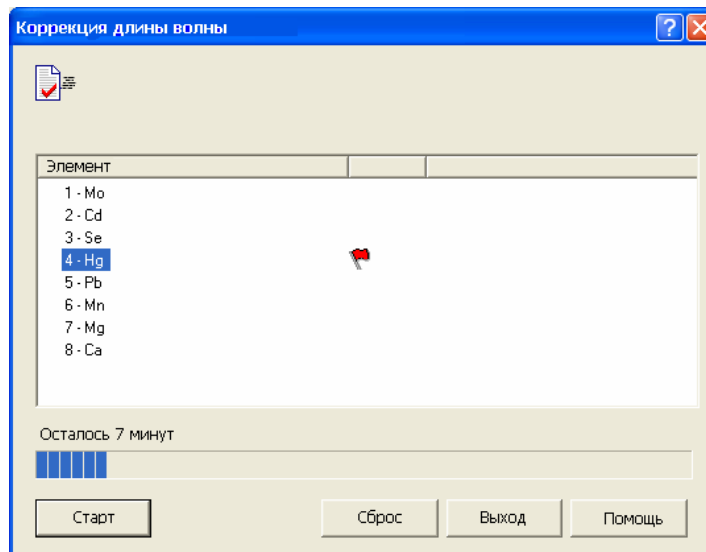 Коррекция длины волны
Элемент
1 - Mo
2 - Cd
3 - Se
4 - Hg
5 - Pb
6 - Mn
7 - Mg
8 - Ca
Осталось 7 минут
Старт Сброс Выход Помощь